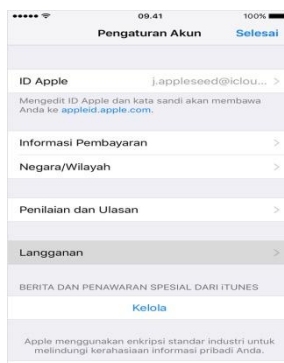 09.41 100%
Pengaturan Akun Selesai
ID Apple j.appleseed@iclou... >
Mengedit ID Apple dan kata sandi akan membawa
Anda ke appleid.apple.com.
Informasi Pembayaran >
Negara/Wilayah >
Penilaian dan Ulasan >
Langganan >
BERITA DAN PENAWARAN SPESIAL DARI iTUNES
Kelola
Apple menggunakan enkripsi standar industri untuk
melindungi kerahasiaan informasi pribadi Anda.